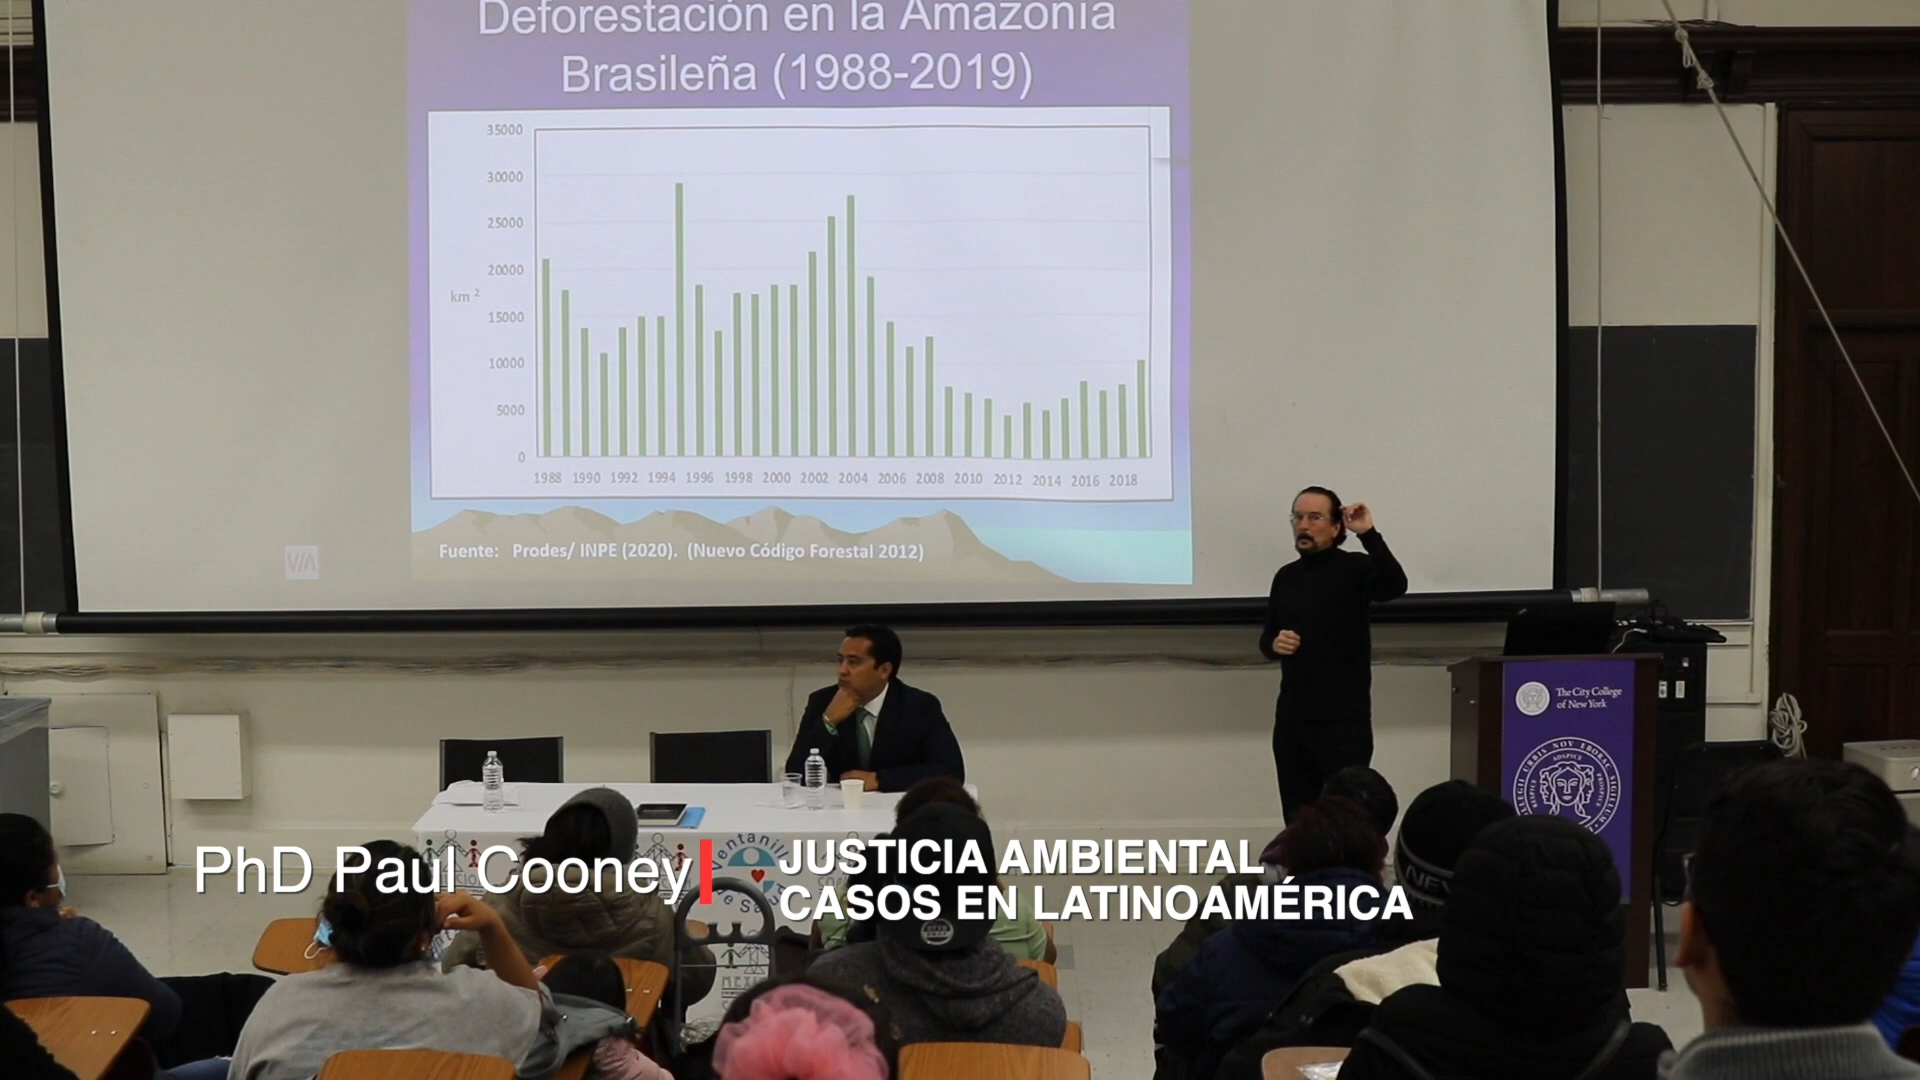 Deforestación en la Amazonía
Brasileña (1988-2019)
35000
30000
25000
20000
km ²
15000
10000
5000
0
1988 1990 1992 1994 1996 1998 2000 2002 2004 2006 2008 2010 2012 2014 2016 2018
Fuente: Prodes/ INPE (2020). (Nuevo Código Forestal 2012)
VIA
The City College
of New York
PhD Paul Cooney
JUSTICIA AMBIENTAL
CASOS EN LATINOAMÉRICA